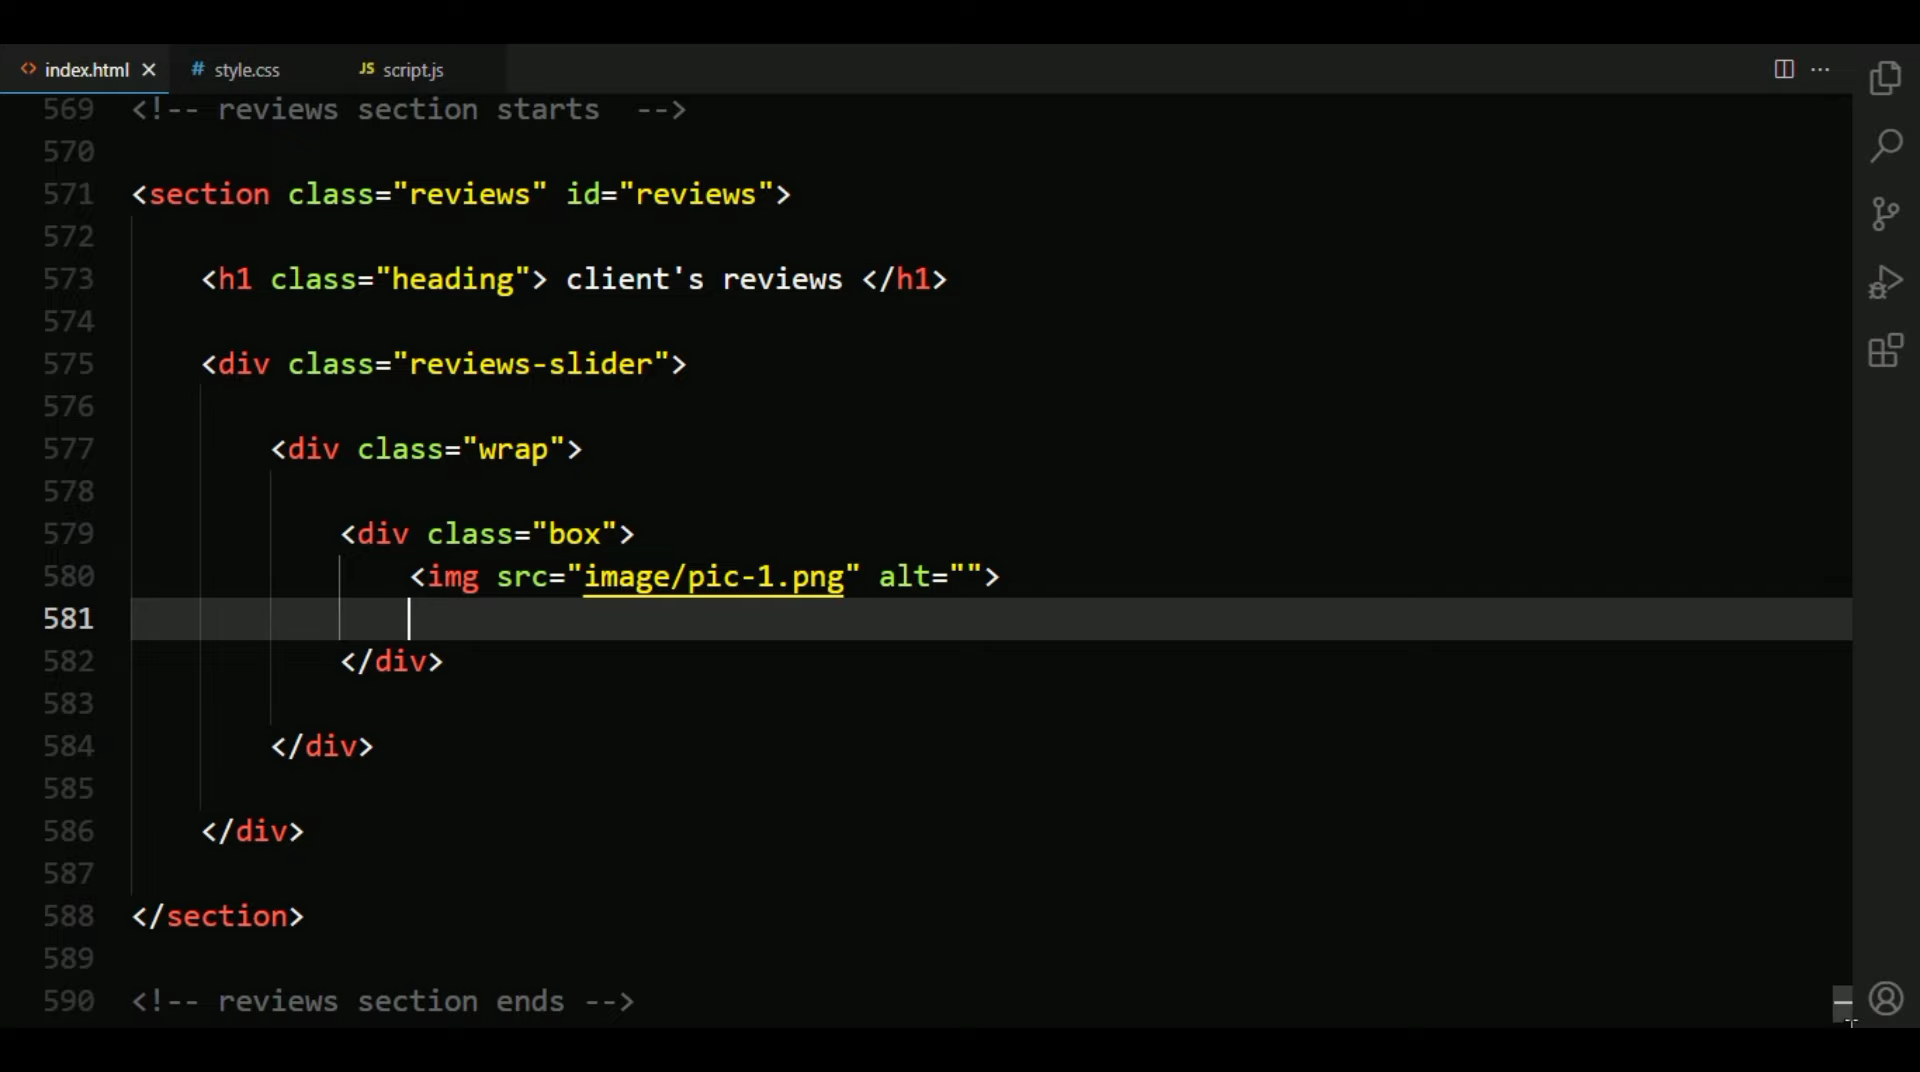 index.html
# style.css
JS script.js
569 <!-- reviews section starts  -->
570
571 <section class="reviews" id="reviews">
572
573     <h1 class="heading"> client's reviews </h1>
574
575     <div class="reviews-slider">
576
577         <div class="wrap">
578
579             <div class="box">
580                 <img src="image/pic-1.png" alt="">
581
582             </div>
583
584         </div>
585
586     </div>
587
588 </section>
589
590 <!-- reviews section ends -->